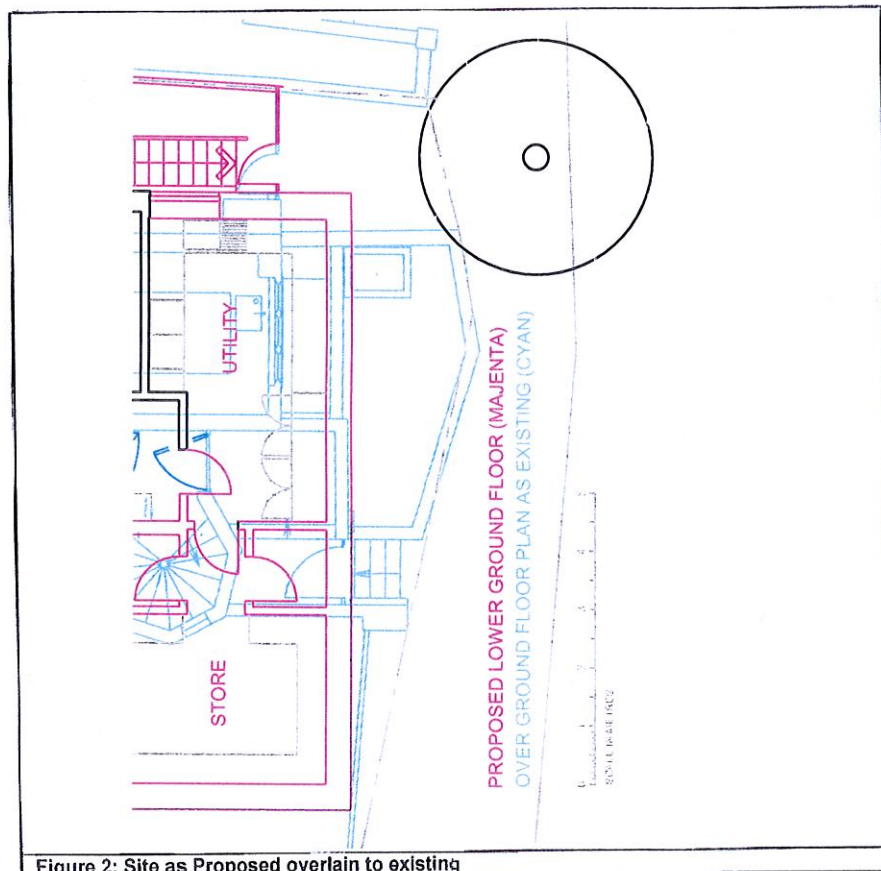 UTILITY
STORE
PROPOSED LOWER GROUND FLOOR (MAJENTA)
OVER GROUND FLOOR PLAN AS EXISTING (CYAN)
Figure 2: Site as Proposed overlain to existing